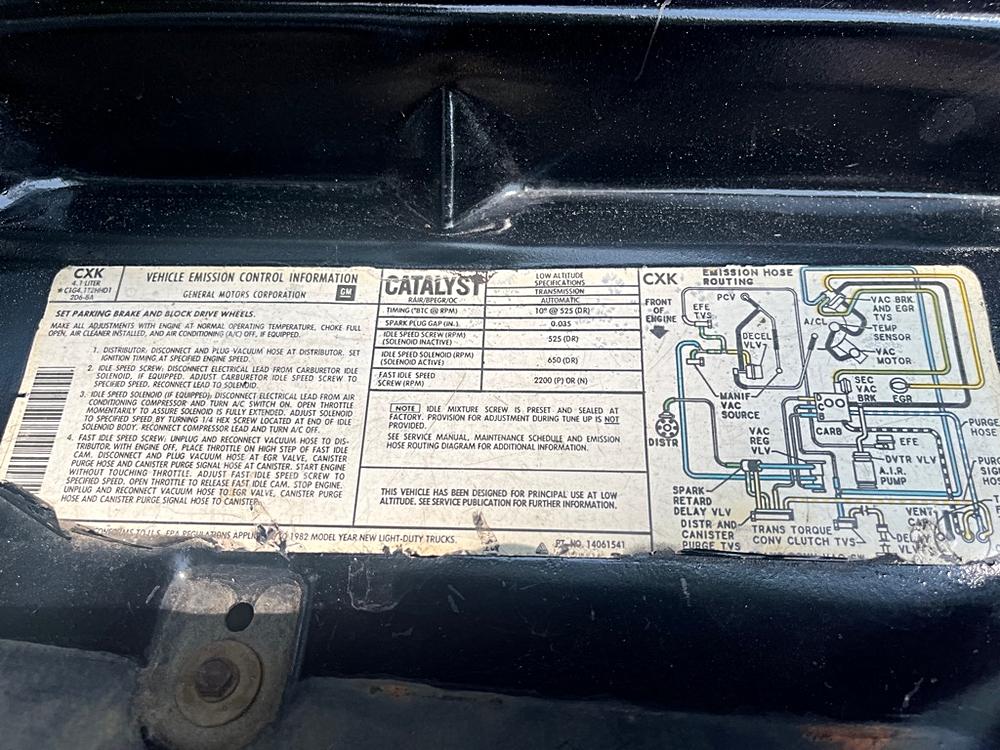 CXK
4.1 LITER
2D6-8A
VEHICLE EMISSION CONTROL INFORMATION
GENERAL MOTORS CORPORATION
GM
SET PARKING BRAKE AND BLOCK DRIVE WHEELS.
MAKE ALL ADJUSTMENTS WITH ENGINE AT NORMAL OPERATING TEMPERATURE, CHOKE FULL
OPEN, AIR CLEANER INSTALLED, AND AIR CONDITIONING (A/C) OFF, IF EQUIPPED.
1. DISTRIBUTOR: DISCONNECT AND PLUG VACUUM HOSE AT DISTRIBUTOR. SET
IGNITION TIMING AT SPECIFIED ENGINE SPEED.
2. IDLE SPEED SCREW: DISCONNECT ELECTRICAL LEAD FROM CARBURETOR IDLE
SOLENOID, IF EQUIPPED. ADJUST CARBURETOR IDLE SPEED SCREW TO
SPECIFIED SPEED. RECONNECT LEAD TO SOLENOID.
3. IDLE SOLENOID (IF EQUIPPED): DISCONNECT ELECTRICAL LEAD FROM AIR
CONDITIONING COMPRESSOR AND TURN A/C SWITCH ON. OPEN THROTTLE
MOMENTARILY TO ASSURE SOLENOID IS FULLY EXTENDED. ADJUST SOLENOID
TO SPECIFIED SPEED BY TURNING 1/4 HEX SCREW LOCATED AT END OF IDLE
SOLENOID BODY. RECONNECT COMPRESSOR LEAD AND TURN A/C OFF.
4. FAST IDLE SPEED SCREW: UNPLUG AND RECONNECT VACUUM HOSE TO DIS-
TRIBUTOR. WITH ENGINE OFF, PLACE THROTTLE ON HIGH STEP OF FAST IDLE
CAM. DISCONNECT AND PLUG VACUUM HOSE AT EGR VALVE, CANISTER
PURGE HOSE AND CANISTER PURGE SIGNAL HOSE AT CANISTER. START ENGINE
WITHOUT TOUCHING THROTTLE. ADJUST FAST IDLE SPEED SCREW TO SPECIFIED
SPEED. OPEN THROTTLE TO RELEASE FAST IDLE CAM. STOP ENGINE.
UNPLUG AND RECONNECT VACUUM HOSE TO EGR VALVE, CANISTER PURGE
HOSE AND CANISTER PURGE SIGNAL HOSE TO CANISTER.
CONFORMS TO U.S. EPA REGULATIONS APPLI TO 1982 MODEL YEAR NEW LIGHT-DUTY TRUCKS.
CATALYST
RAIR/BPEGR/OC
LOW ALTITUDE
SPECIFICATIONS
TRANSMISSION
AUTOMATIC
TIMING (°BTC @ RPM) 10° @ 525 (DR)
SPARK PLUG GAP (IN.) 0.035
IDLE SPEED SCREW (RPM)
(SOLENOID INACTIVE) 525 (DR)
IDLE SOLENOID (RPM)
(SOLENOID ACTIVE) 650 (DR)
FAST IDLE SPEED
SCREW (RPM) 2200 (P) OR (N)
NOTE IDLE MIXTURE SCREW IS PRESET AND SEALED AT
FACTORY. PROVISION FOR ADJUSTMENT DURING TUNE UP IS NOT
PROVIDED.
SEE SERVICE MANUAL, MAINTENANCE SCHEDULE AND EMISSION
HOSE ROUTING DIAGRAM FOR ADDITIONAL INFORMATION.
THIS VEHICLE HAS BEEN DESIGNED FOR PRINCIPAL USE AT LOW
ALTITUDE. SEE SERVICE PUBLICATION FOR FURTHER INFORMATION.
PT. NO. 14061541
CXK
EMISSION HOSE
ROUTING
FRONT
OF
ENGINE
EFE
TVS
PCV
DECEL
VLV
A/CL
VAC BRK
AND EGR
TVS
TEMP
SENSOR
VAC
MOTOR
MANIF
VAC
SOURCE
SEC
VAC
BRK
EGR
DISTR
VAC
REG
VLV
CARB
EFE
DVTR VLV
A.I.R.
PUMP
PURGE
HOSE
SPARK
RETARD
DELAY VLV
DISTR AND
CANISTER
PURGE TVS
TRANS TORQUE
CONV CLUTCH TVS
VENT
CAP
DELAY
VLV